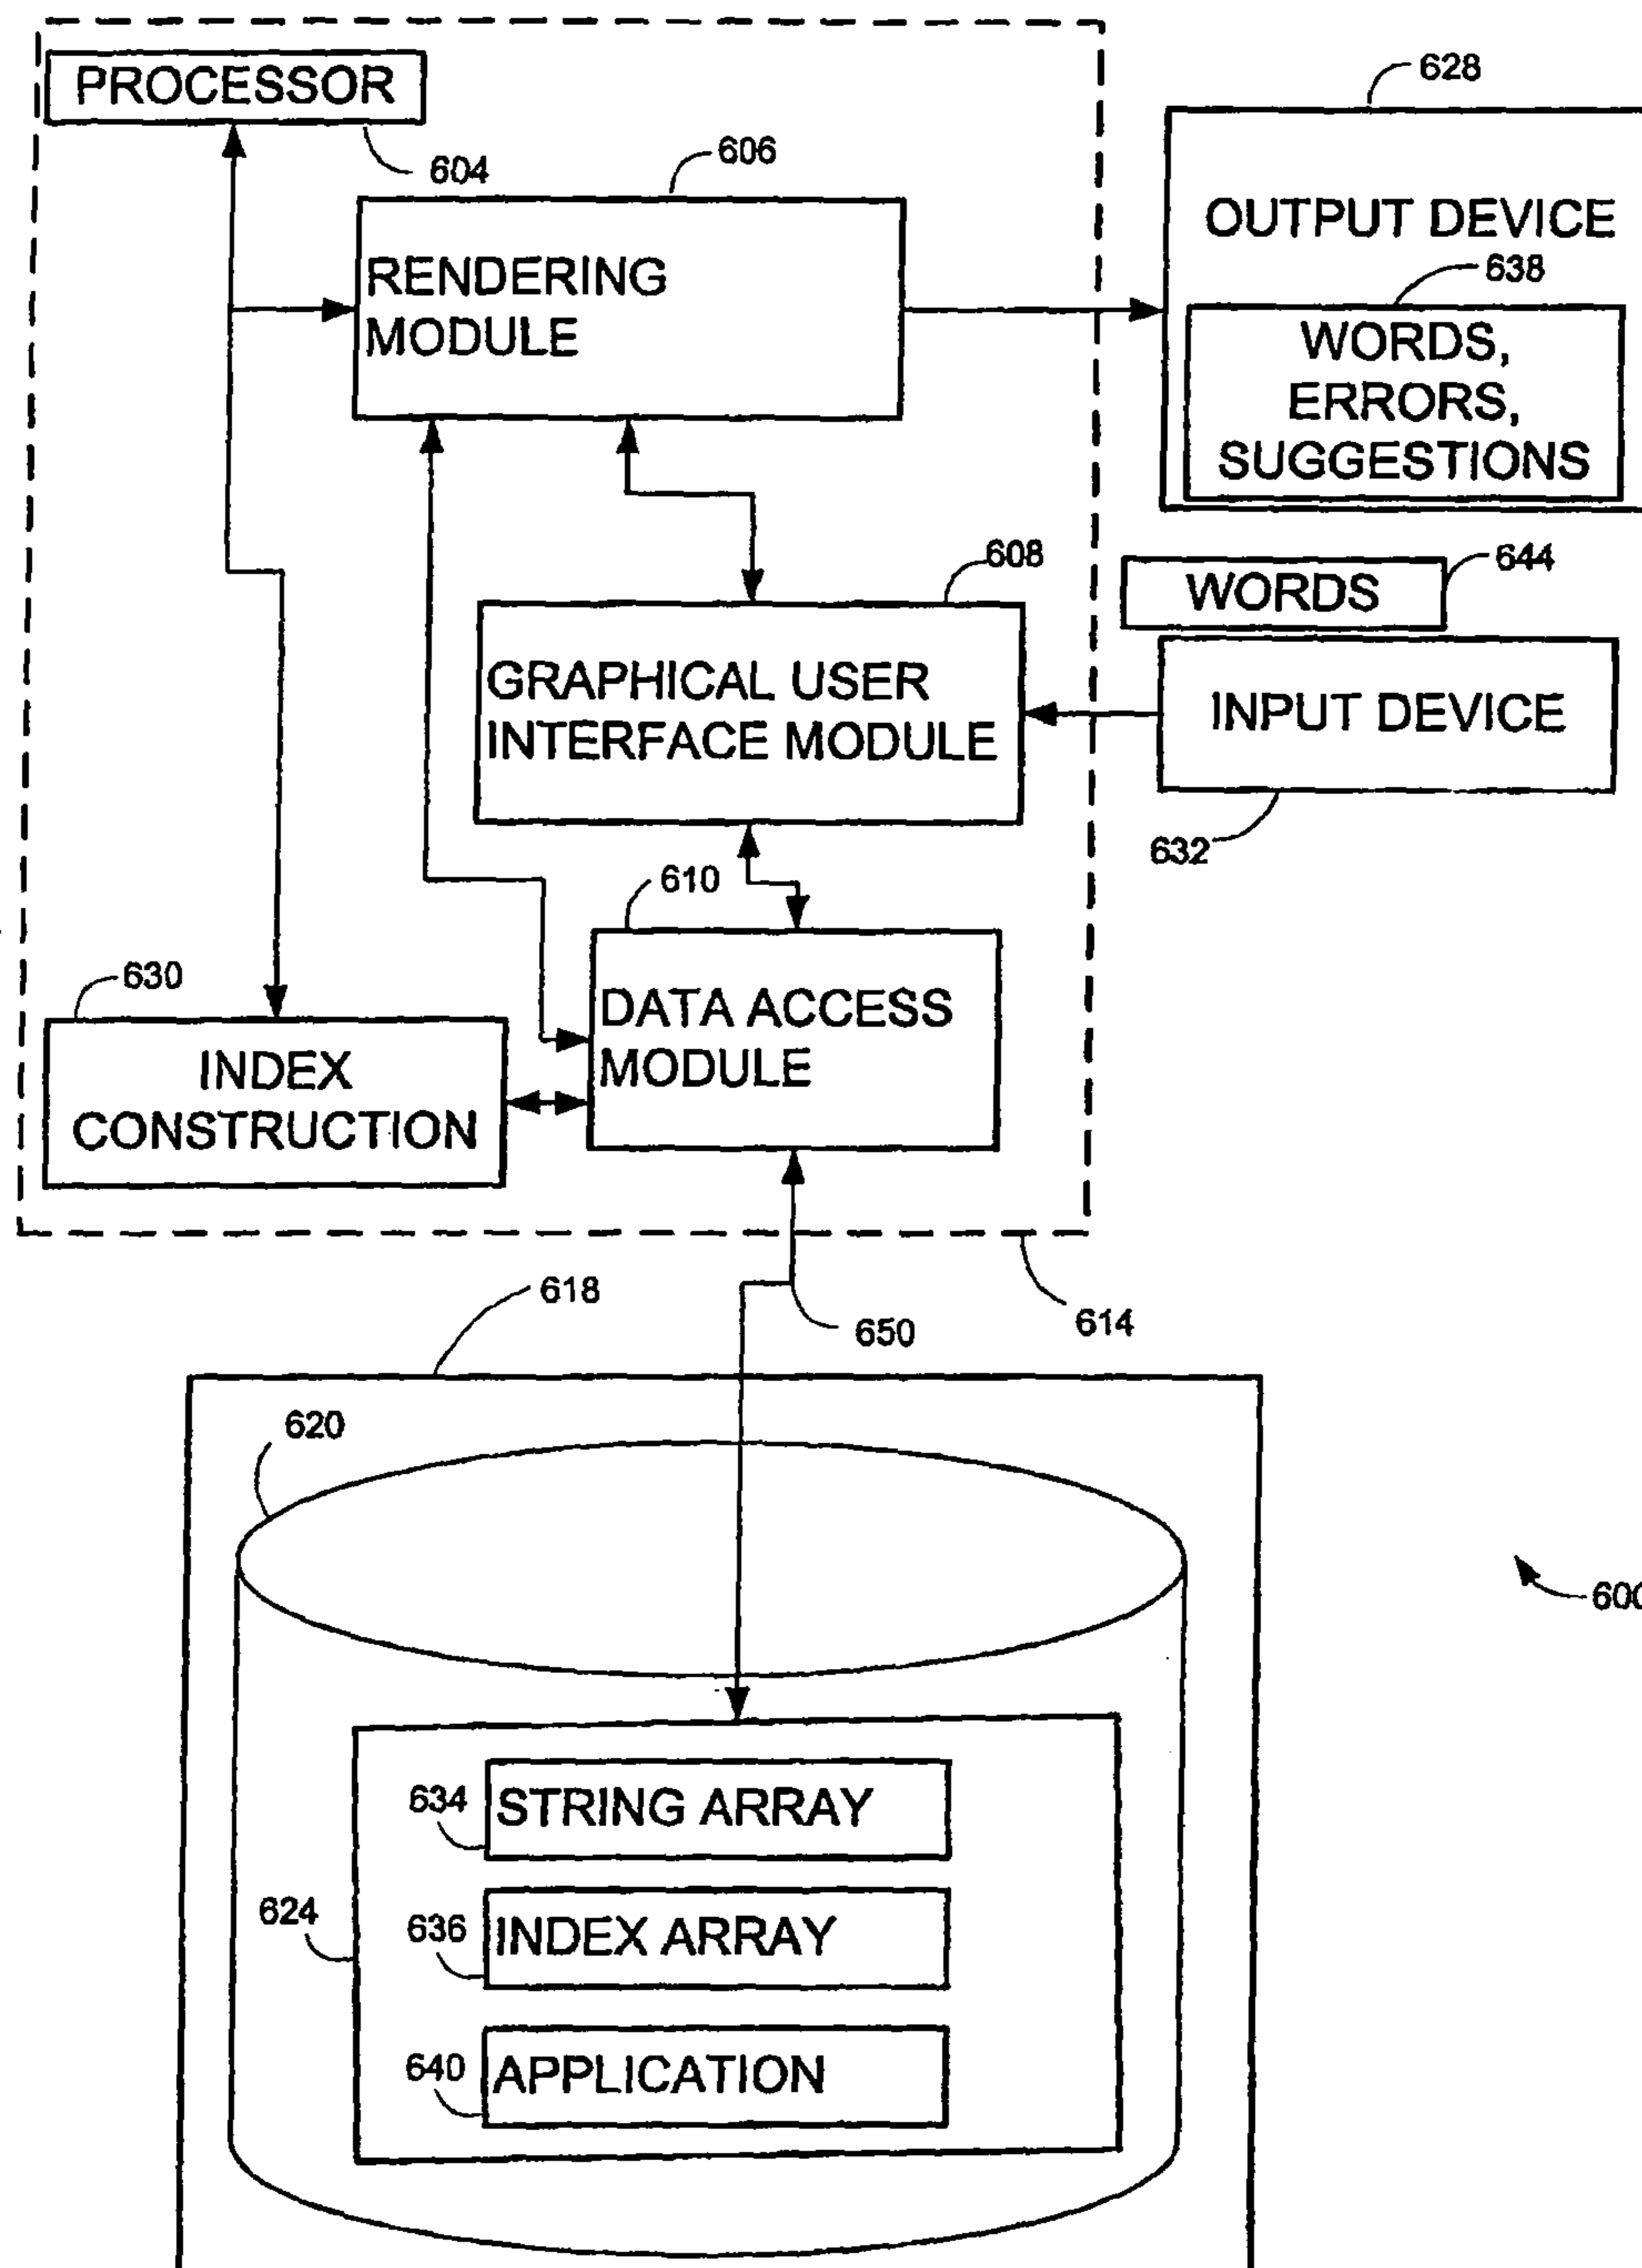 PROCESSOR
604
606
628
RENDERING
MODULE
OUTPUT DEVICE
638
WORDS,
ERRORS,
SUGGESTIONS
608
644
WORDS
GRAPHICAL USER
INTERFACE MODULE
INPUT DEVICE
632
610
630
DATA ACCESS
MODULE
INDEX
CONSTRUCTION
618
650
614
620
600
634
STRING ARRAY
624
636
INDEX ARRAY
640
APPLICATION